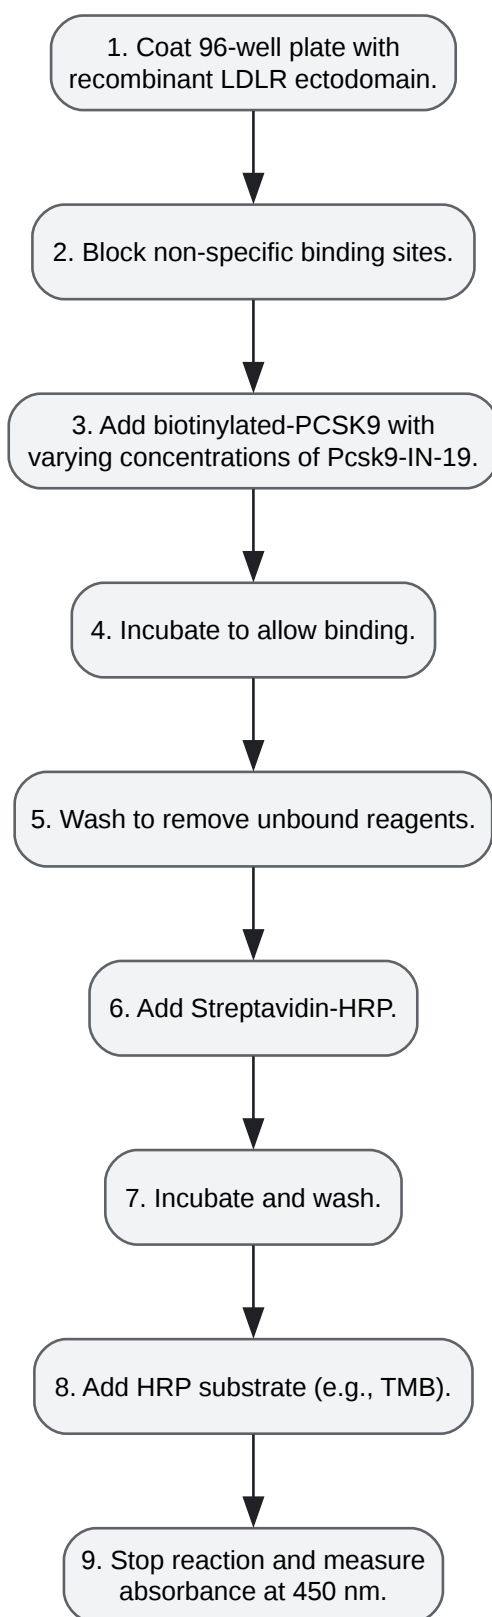 1. Coat 96-well plate with
recombinant LDLR ectodomain.
2. Block non-specific binding sites.
3. Add biotinylated-PCSK9 with
varying concentrations of Pcsk9-IN-19.
4. Incubate to allow binding.
5. Wash to remove unbound reagents.
6. Add Streptavidin-HRP.
7. Incubate and wash.
8. Add HRP substrate (e.g., TMB).
9. Stop reaction and measure
absorbance at 450 nm.